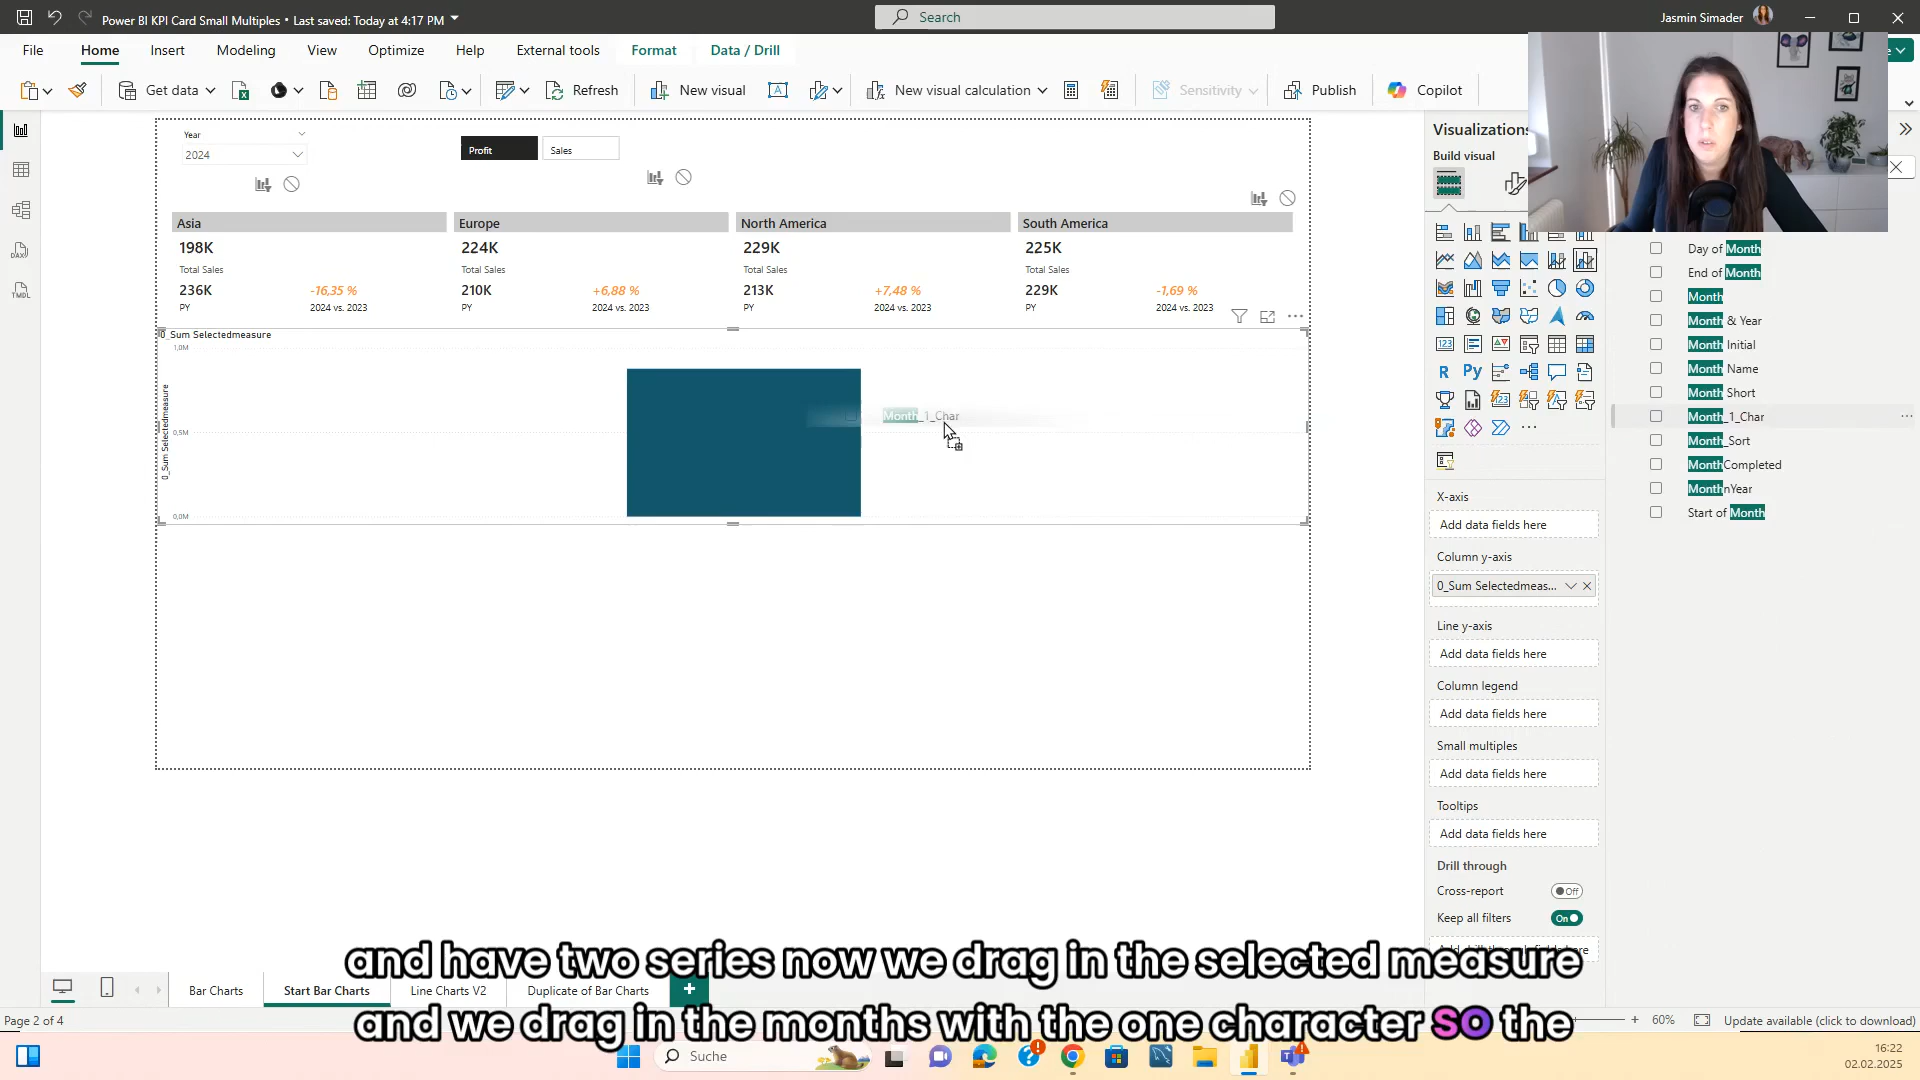 Power BI KPI Card Small Multiples • Last saved: Today at 4:17 PM
Search
Jasmin Simader
File
Home
Insert
Modeling
View
Optimize
Help
External tools
Format
Data / Drill
Get data
Refresh
New visual
New visual calculation
Sensitivity
Publish
Copilot
Year
2024
Profit
Sales
Asia
198K
Total Sales
236K
PY
-16,35 %
2024 vs. 2023
Europe
224K
Total Sales
210K
PY
+6,88 %
2024 vs. 2023
North America
229K
Total Sales
213K
PY
+7,48 %
2024 vs. 2023
South America
225K
Total Sales
229K
PY
-1,69 %
2024 vs. 2023
0_Sum Selectedmeasure
1,0M
0,5M
0,0M
0_Sum Selectedmeasure
Month_1_Char
Visualizations
Build visual
X-axis
Add data fields here
Column y-axis
0_Sum Selectedmeas...
Line y-axis
Add data fields here
Column legend
Add data fields here
Small multiples
Add data fields here
Tooltips
Add data fields here
Drill through
Cross-report
Off
Keep all filters
On
Day of Month
End of Month
Month
Month & Year
Month Initial
Month Name
Month Short
Month_1_Char
Month_Sort
MonthCompleted
MonthnYear
Start of Month
and have two series now we drag in the selected measure
and we drag in the months with the one character so the
Bar Charts
Start Bar Charts
Line Charts V2
Duplicate of Bar Charts
Page 2 of 4
60%
Update available (click to download)
Suche
16:22
02.02.2025